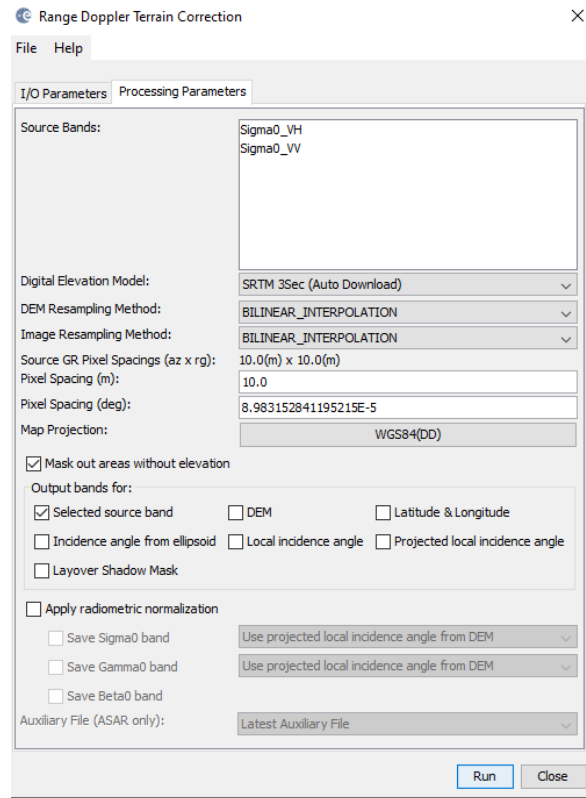 Range Doppler Terrain Correction
File Help
I/O Parameters Processing Parameters
Source Bands:
Sigma0_VH
Sigma0_VV
Digital Elevation Model: SRTM 3Sec (Auto Download)
DEM Resampling Method: BILINEAR_INTERPOLATION
Image Resampling Method: BILINEAR_INTERPOLATION
Source GR Pixel Spacings (az x rg): 10.0(m) x 10.0(m)
Pixel Spacing (m): 10.0
Pixel Spacing (deg): 8.983152841195215E-5
Map Projection: WGS84(DD)
Mask out areas without elevation
Output bands for:
Selected source band DEM Latitude & Longitude
Incidence angle from ellipsoid Local incidence angle Projected local incidence angle
Layover Shadow Mask
Apply radiometric normalization
Save Sigma0 band Use projected local incidence angle from DEM
Save Gamma0 band Use projected local incidence angle from DEM
Save Beta0 band
Auxiliary File (ASAR only): Latest Auxiliary File
Run Close